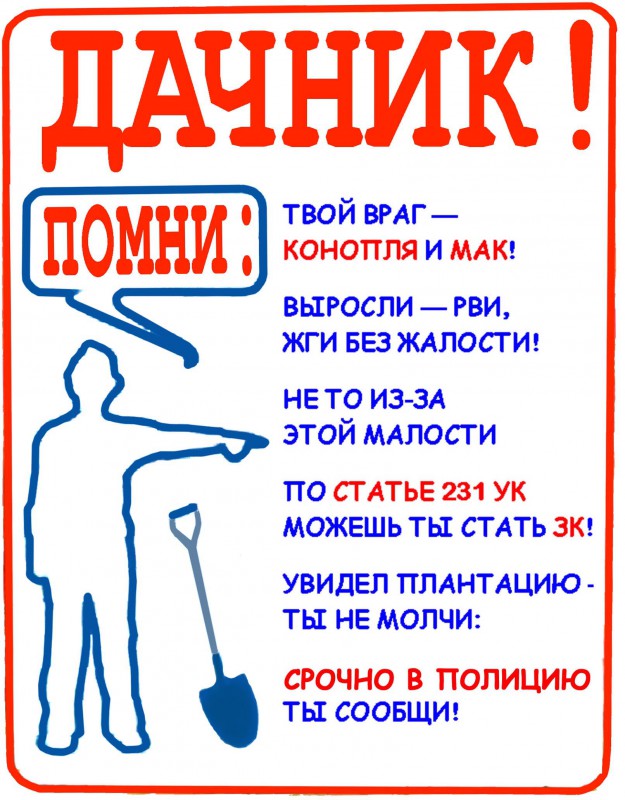 ДАЧНИК!
ПОМНИ:
ТВОЙ ВРАГ —
КОНОПЛЯ И МАК!
ВЫРОСЛИ — РВИ,
ЖГИ БЕЗ ЖАЛОСТИ!
НЕ ТО ИЗ-ЗА
ЭТОЙ МАЛОСТИ
ПО СТАТЬЕ 231 УК
МОЖЕШЬ ТЫ СТАТЬ ЗК!
УВИДЕЛ ПЛАНТАЦИЮ -
ТЫ НЕ МОЛЧИ:
СРОЧНО В ПОЛИЦИЮ
ТЫ СООБЩИ!